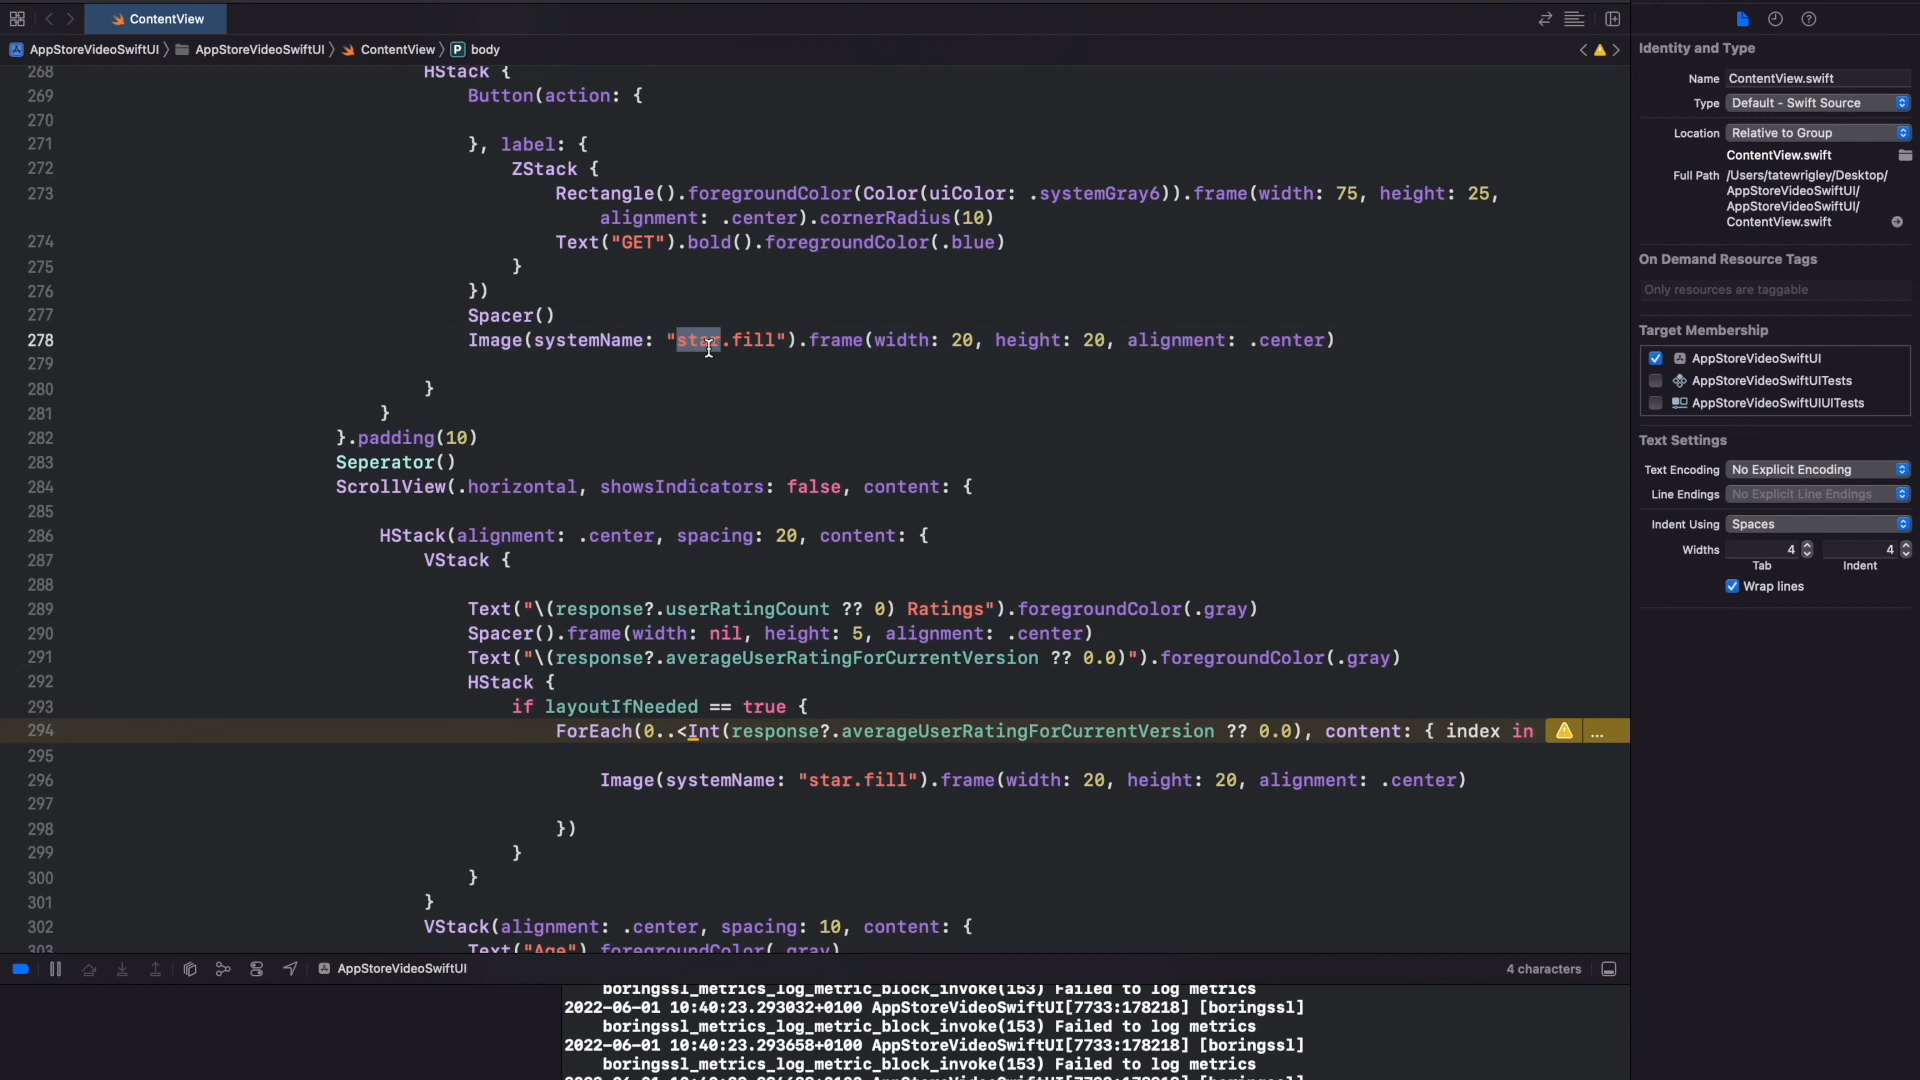 ContentView
AppStoreVideoSwiftUI 〉 AppStoreVideoSwiftUI 〉 ContentView 〉 P body
268 HStack {
269 Button(action: {
270
271 }, label: {
272 ZStack {
273 Rectangle().foregroundColor(Color(uiColor: .systemGray6)).frame(width: 75, height: 25,
alignment: .center).cornerRadius(10)
274 Text("GET").bold().foregroundColor(.blue)
275 }
276 })
277 Spacer()
278 Image(systemName: "star.fill").frame(width: 20, height: 20, alignment: .center)
279
280 }
281 }
282 }.padding(10)
283 Seperator()
284 ScrollView(.horizontal, showsIndicators: false, content: {
285
286 HStack(alignment: .center, spacing: 20, content: {
287 VStack {
288
289 Text("\(response?.userRatingCount ?? 0) Ratings").foregroundColor(.gray)
290 Spacer().frame(width: nil, height: 5, alignment: .center)
291 Text("\(response?.averageUserRatingForCurrentVersion ?? 0.0)").foregroundColor(.gray)
292 HStack {
293 if layoutIfNeeded == true {
294 ForEach(0..<Int(response?.averageUserRatingForCurrentVersion ?? 0.0), content: { index in ...
295
296 Image(systemName: "star.fill").frame(width: 20, height: 20, alignment: .center)
297
298 })
299 }
300 }
301 }
302 VStack(alignment: .center, spacing: 10, content: {
303 Text("Age").foregroundColor(.gray)
AppStoreVideoSwiftUI
4 characters
boringssl_metrics_log_metric_block_invoke(153) Failed to log metrics
2022-06-01 10:40:23.293032+0100 AppStoreVideoSwiftUI[7733:178218] [boringssl]
boringssl_metrics_log_metric_block_invoke(153) Failed to log metrics
2022-06-01 10:40:23.293658+0100 AppStoreVideoSwiftUI[7733:178218] [boringssl]
boringssl_metrics_log_metric_block_invoke(153) Failed to log metrics
Identity and Type
Name ContentView.swift
Type Default - Swift Source
Location Relative to Group
ContentView.swift
Full Path /Users/tatewrigley/Desktop/
AppStoreVideoSwiftUI/
AppStoreVideoSwiftUI/
ContentView.swift
On Demand Resource Tags
Only resources are taggable
Target Membership
AppStoreVideoSwiftUI
AppStoreVideoSwiftUITests
AppStoreVideoSwiftUIUITests
Text Settings
Text Encoding No Explicit Encoding
Line Endings No Explicit Line Endings
Indent Using Spaces
Widths 4 4
Tab Indent
Wrap lines